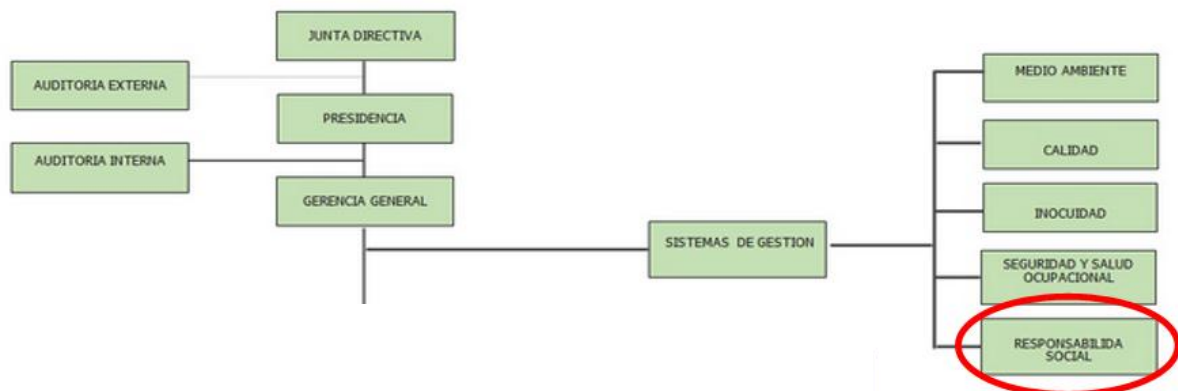 JUNTA DIRECTIVA
AUDITORIA EXTERNA
PRESIDENCIA
AUDITORIA INTERNA
GERENCIA GENERAL
SISTEMAS DE GESTION
MEDIO AMBIENTE
CALIDAD
INOCUIDAD
SEGURIDAD Y SALUD
OCUPACIONAL
RESPONSABILIDA
SOCIAL